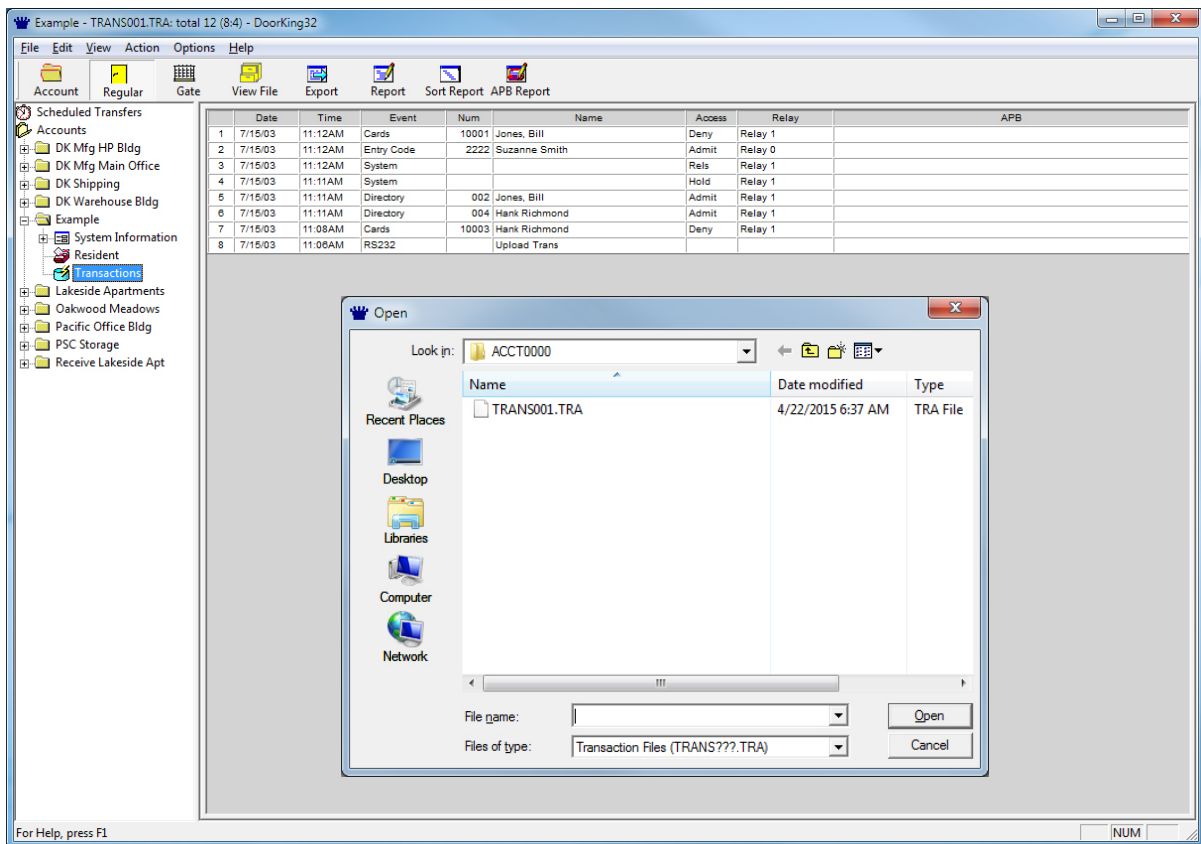 Example - TRANS001.TRA: total 12 (8:4) - DoorKing32
File Edit View Action Options Help
Account Regular Gate View File Export Report Sort Report APB Report
Scheduled Transfers
Accounts
DK Mfg HP Bldg
DK Mfg Main Office
DK Shipping
DK Warehouse Bldg
Example
System Information
Resident
Transactions
Lakeside Apartments
Oakwood Meadows
Pacific Office Bldg
PSC Storage
Receive Lakeside Apt
Date Time Event Num Name Access Relay APB
1 7/15/03 11:12AM Cards 10001 Jones, Bill Deny Relay 1
2 7/15/03 11:12AM Entry Code 2222 Suzanne Smith Admit Relay 0
3 7/15/03 11:12AM System Rels Relay 1
4 7/15/03 11:11AM System Hold Relay 1
5 7/15/03 11:11AM Directory 002 Jones, Bill Admit Relay 1
6 7/15/03 11:11AM Directory 004 Hank Richmond Admit Relay 1
7 7/15/03 11:08AM Cards 10003 Hank Richmond Deny Relay 1
8 7/15/03 11:06AM RS232 Upload Trans
Open
Look in: ACCT0000
Recent Places
Desktop
Libraries
Computer
Network
Name Date modified Type
TRANS001.TRA 4/22/2015 6:37 AM TRA File
File name: Open
Files of type: Transaction Files (TRANS???.TRA) Cancel
For Help, press F1 NUM